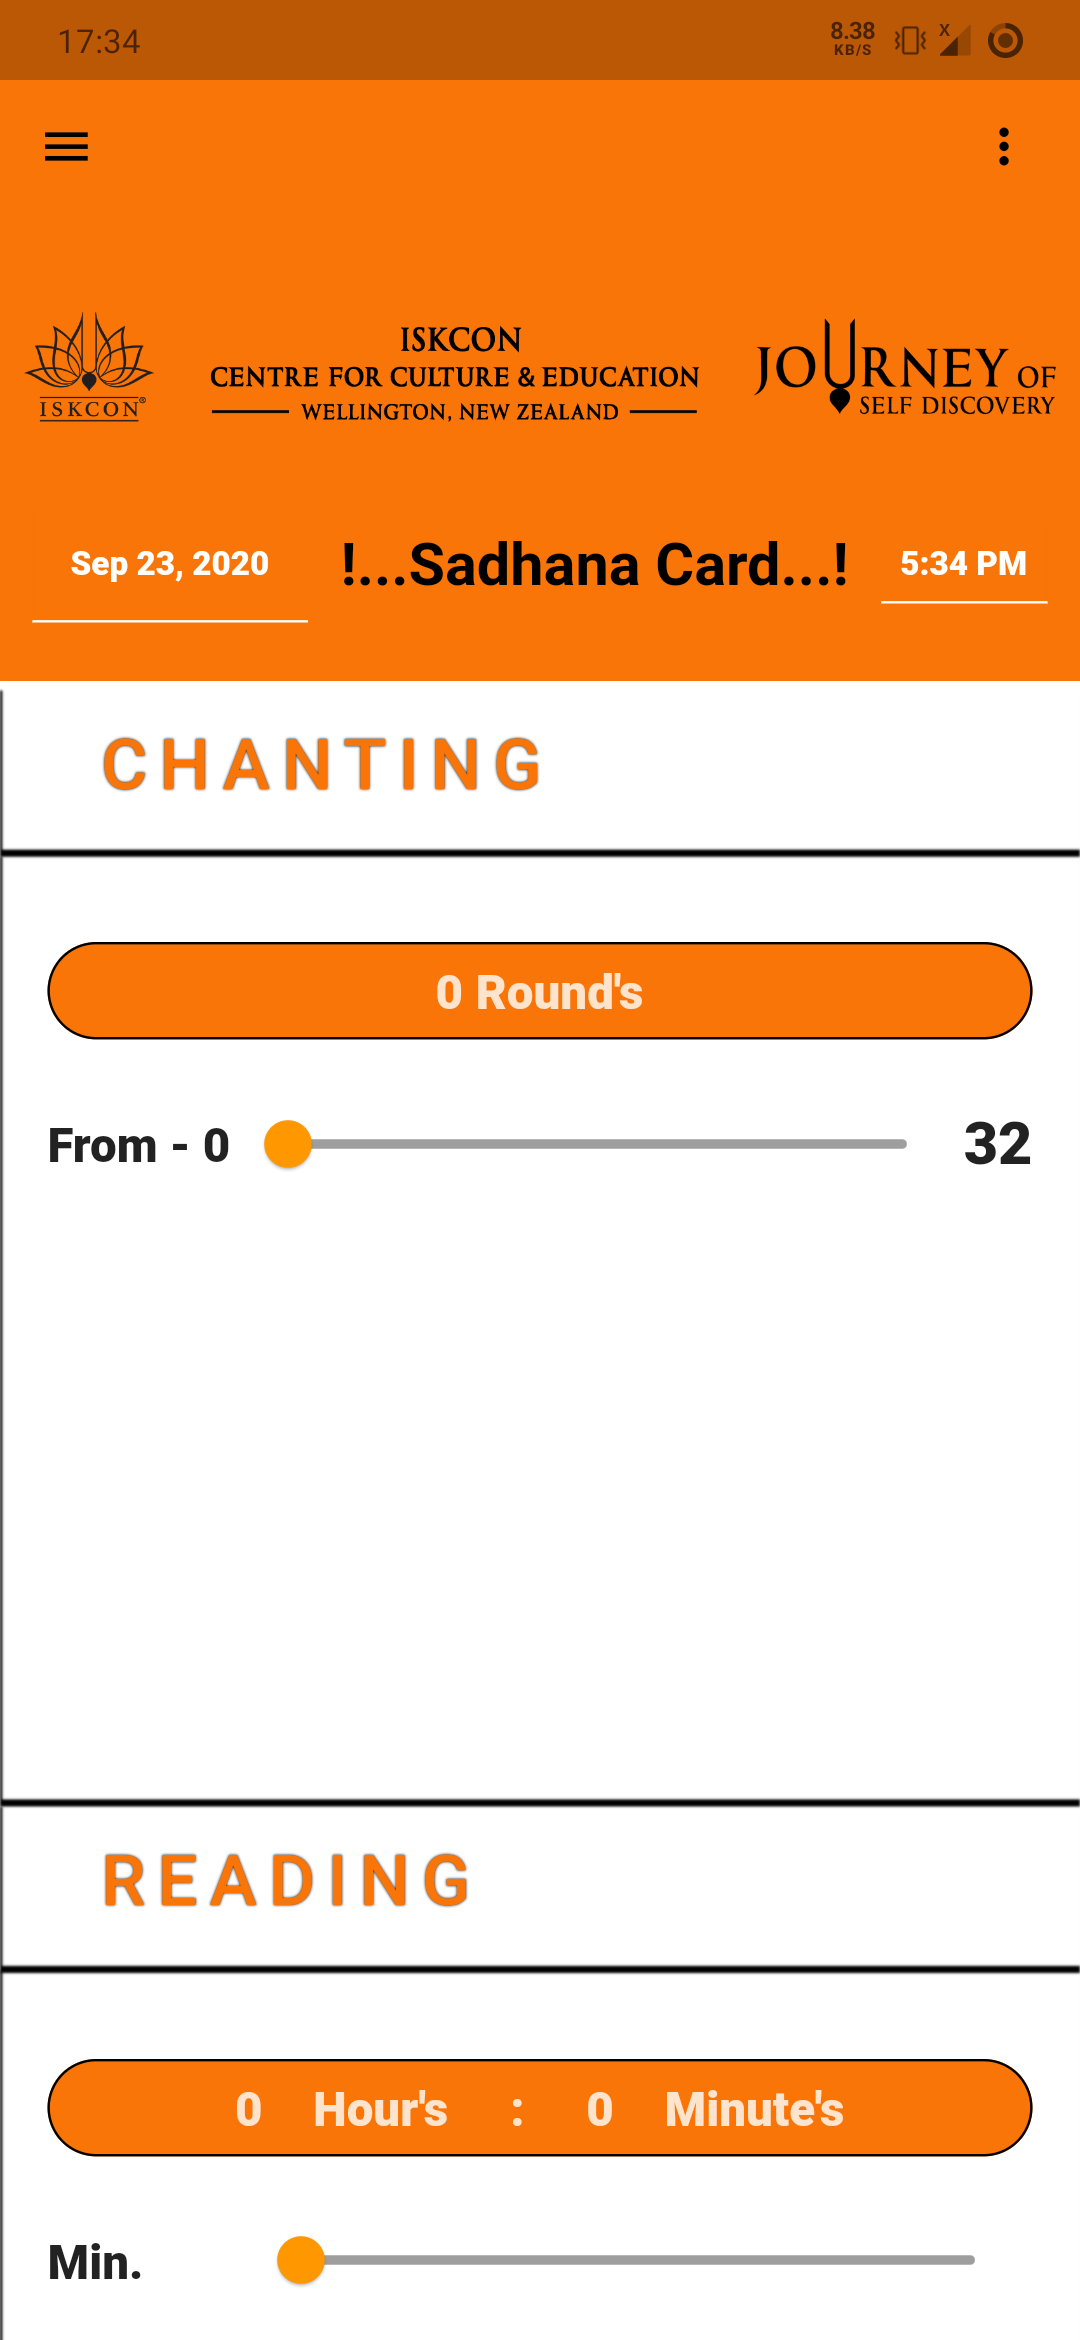 17:34
8.38
KB/S
X
ISKCON®
ISKCON
CENTRE FOR CULTURE & EDUCATION
WELLINGTON, NEW ZEALAND
JOURNEY OF
SELF DISCOVERY
Sep 23, 2020
!...Sadhana Card...!
5:34 PM
CHANTING
0 Round's
From - 0
32
READING
0 Hour's : 0 Minute's
Min.